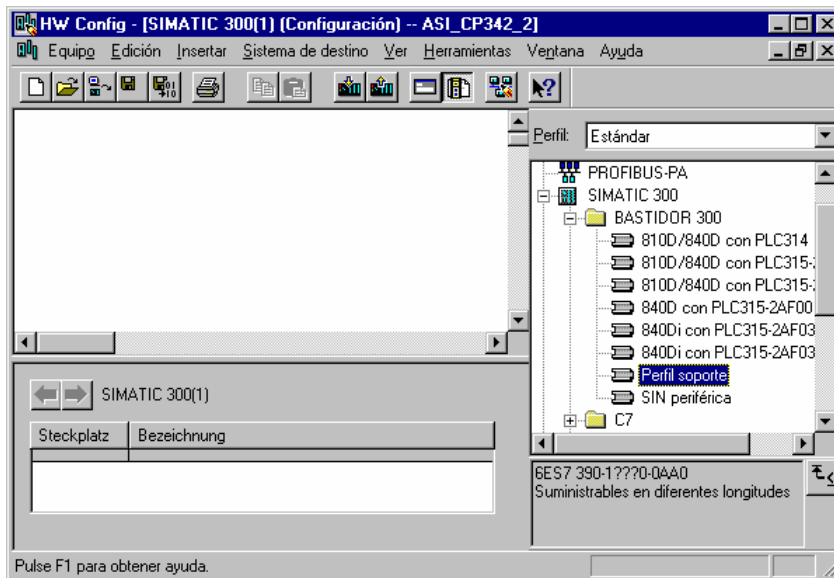 HW Config - [SIMATIC 300(1) (Configuración) -- ASI_CP342_2]
Equipo Edición Insertar Sistema de destino Ver Herramientas Ventana Ayuda
Perfil: Estándar
PROFIBUS-PA
SIMATIC 300
BASTIDOR 300
810D/840D con PLC314
810D/840D con PLC315-2
810D/840D con PLC315-2
840D con PLC315-2AF00
840Di con PLC315-2AF03
840Di con PLC315-2AF03
Perfil soporte
SIN periférica
C7
SIMATIC 300(1)
Steckplatz Bezeichnung
6ES7 390-1???0-0AA0
Suministrables en diferentes longitudes
Pulse F1 para obtener ayuda.